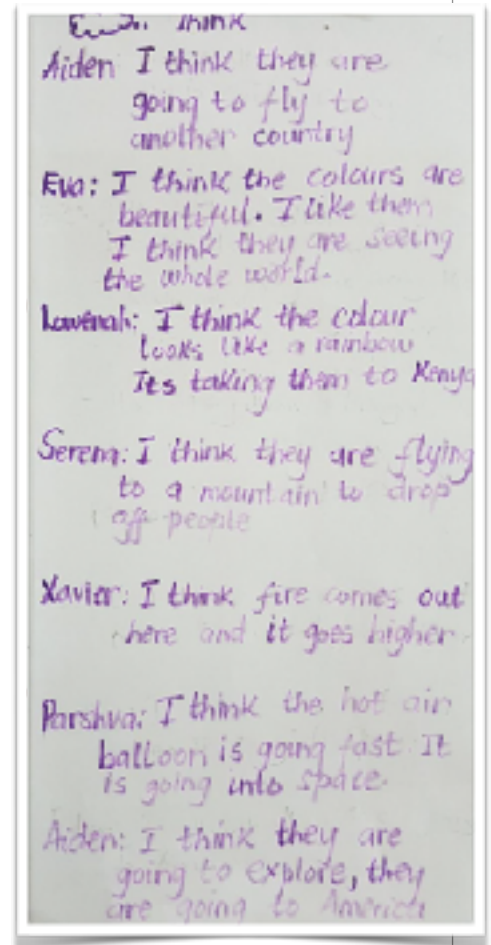 think
Aiden I think they are
going to fly to
another country
Eva: I think the colours are
beautiful. I like them
I think they are seeing
the whole world.
I think the colour
looks like a rainbow
Its taking them to Kenya
Serena: I think they are flying
to a mountain to drop
off people
Xavier: I think fire comes out
here and it goes higher
Parshva: I think the hot air
balloon is going fast It
is going into space.
Aiden: I think they are
going to explore, they
are going to America